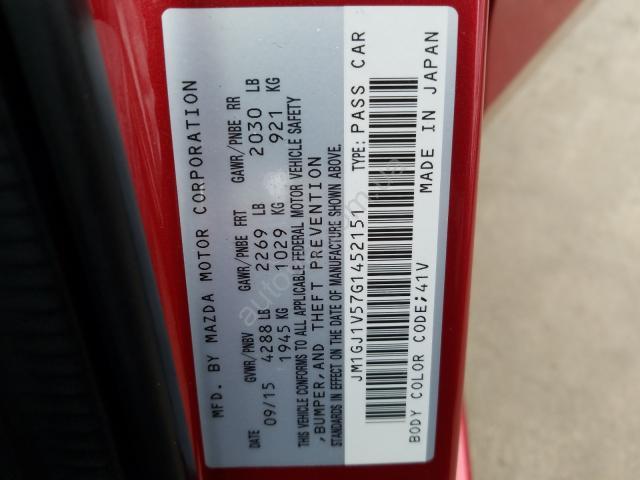 MFD. BY MAZDA MOTOR CORPORATION
DATE GVWR/PNBV GAWR/PNBE FRT GAWR/PNBE RR
09/15 4288 LB 2269 LB 2030 LB
1945 KG 1029 KG 921 KG
THIS VEHICLE CONFORMS TO ALL APPLICABLE FEDERAL MOTOR VEHICLE SAFETY
,BUMPER,AND THEFT PREVENTION
STANDARDS IN EFFECT ON THE DATE OF MANUFACTURE SHOWN ABOVE.
JM1GJ1V57G1452151 TYPE: PASS CAR
BODY COLOR CODE;41V MADE IN JAPAN